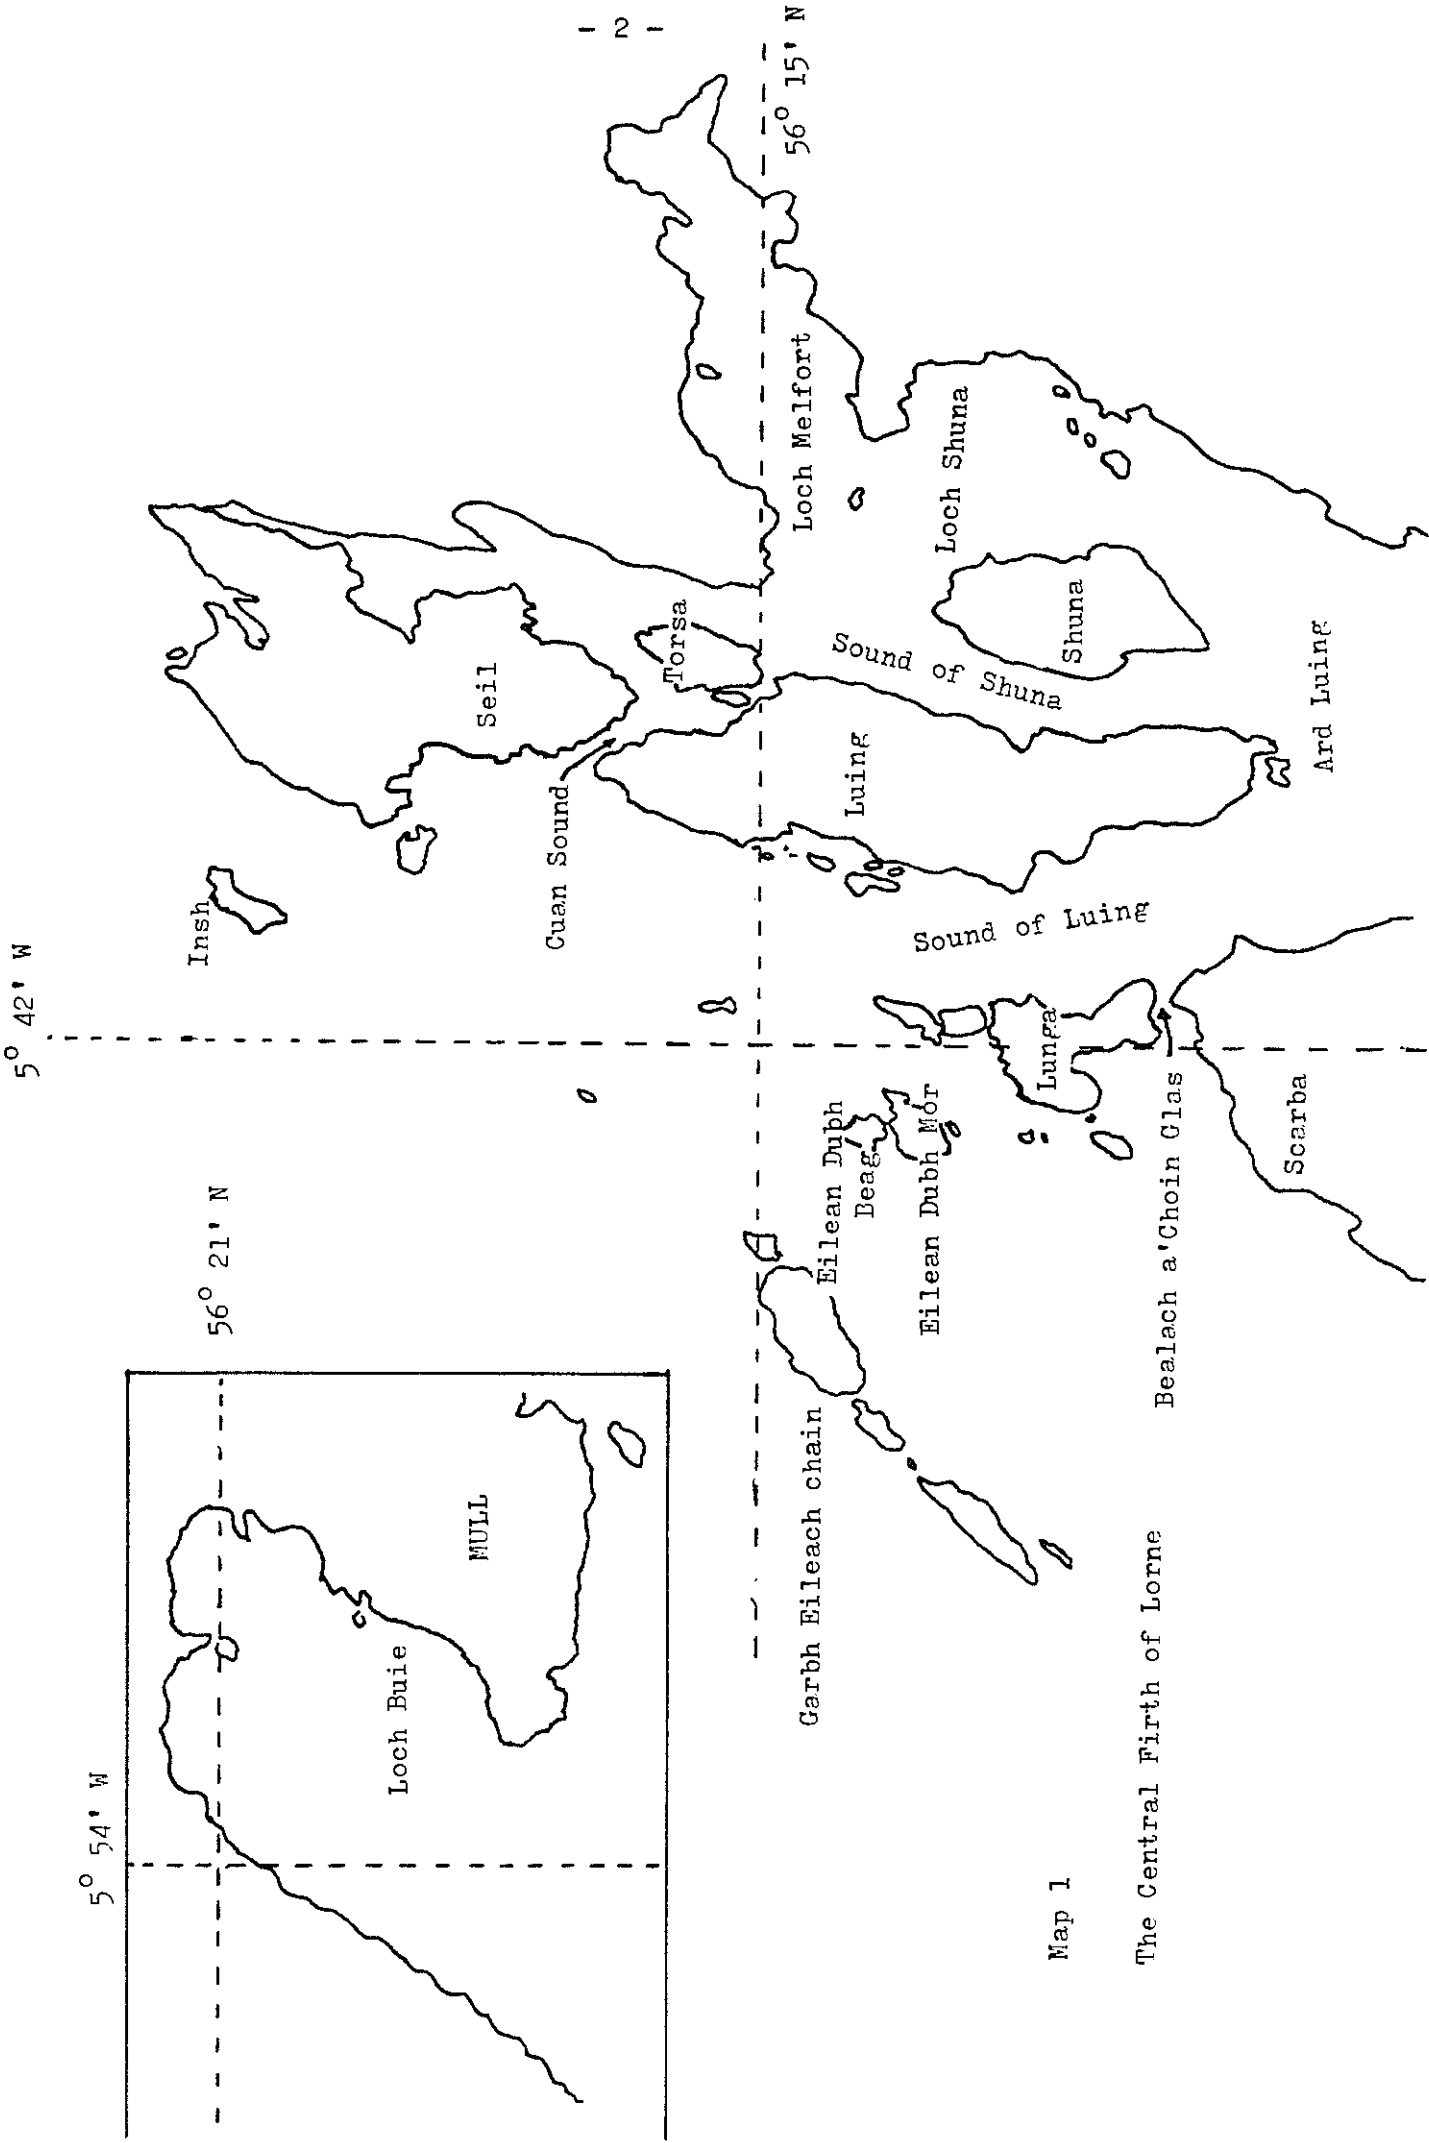 - 2 -
5° 42' W
56° 15' N
Insh
Seil
Cuan Sound
Torsa
Loch Melfort
Luing
Sound of Shuna
Loch Shuna
Shuna
Sound of Luing
Ard Luing
Lunga
Eilean Dubh
Beag
Eilean Dubh Mor
Bealach a'Choin Glas
Scarba
Garbh Eileach chain
5° 54' W
56° 21' N
Loch Buie
MULL
Map 1
The Central Firth of Lorne